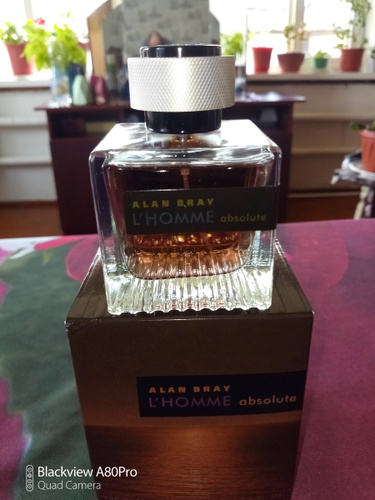 ALAN BRAY
L'HOMME absolute
ALAN BRAY
L'HOMME absolute
Blackview A80Pro
Quad Camera